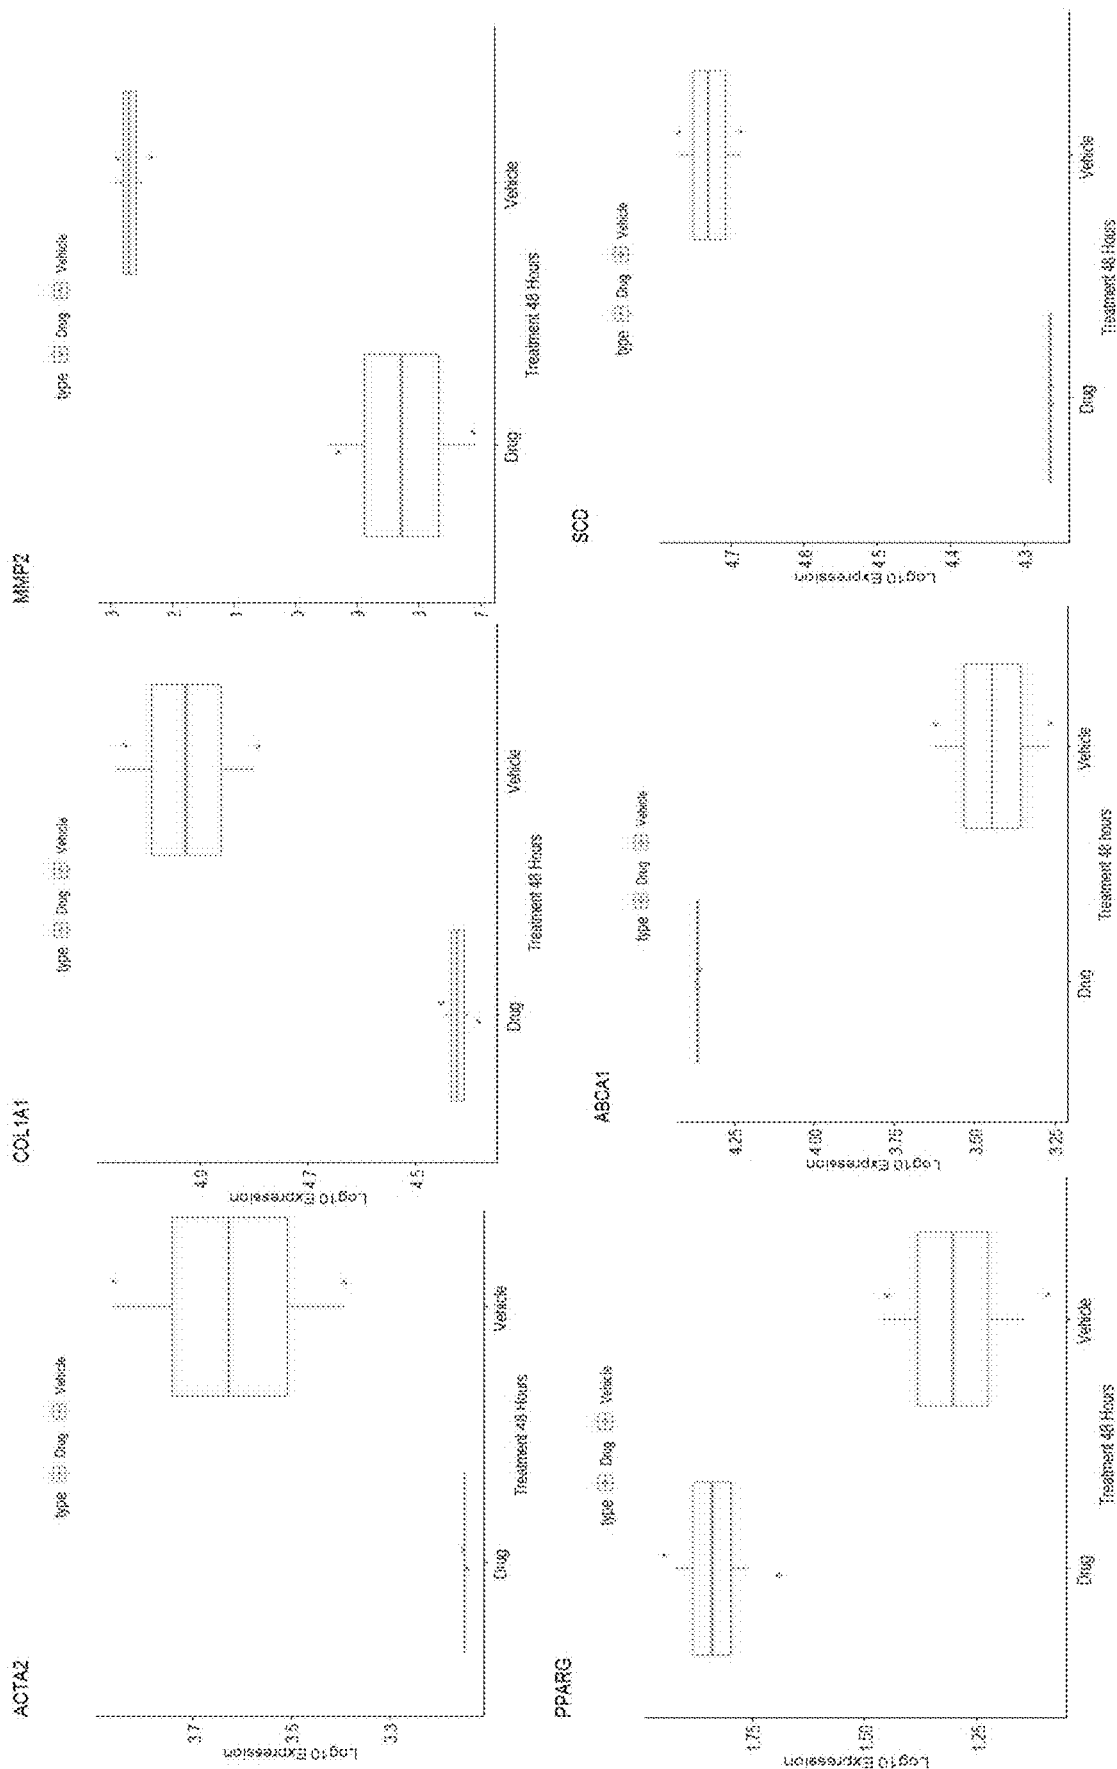 ACTA2
type Drug Vehicle
3.7
3.5
3.3
Log10 Expression
Drug
Vehicle
Treatment 48 Hours
COL1A1
type Drug Vehicle
4.9
4.7
4.5
Log10 Expression
Drug
Vehicle
Treatment 48 Hours
MMP2
type Drug Vehicle
Drug
Vehicle
Treatment 48 Hours
PPARG
type Drug Vehicle
1.75
1.50
1.25
Log10 Expression
Drug
Vehicle
Treatment 48 Hours
ABCA1
type Drug Vehicle
4.25
4.00
3.75
3.50
3.25
Log10 Expression
Drug
Vehicle
Treatment 48 hours
SCD
type Drug Vehicle
4.7
4.6
4.5
4.4
4.3
Log10 Expression
Drug
Vehicle
Treatment 48 Hours